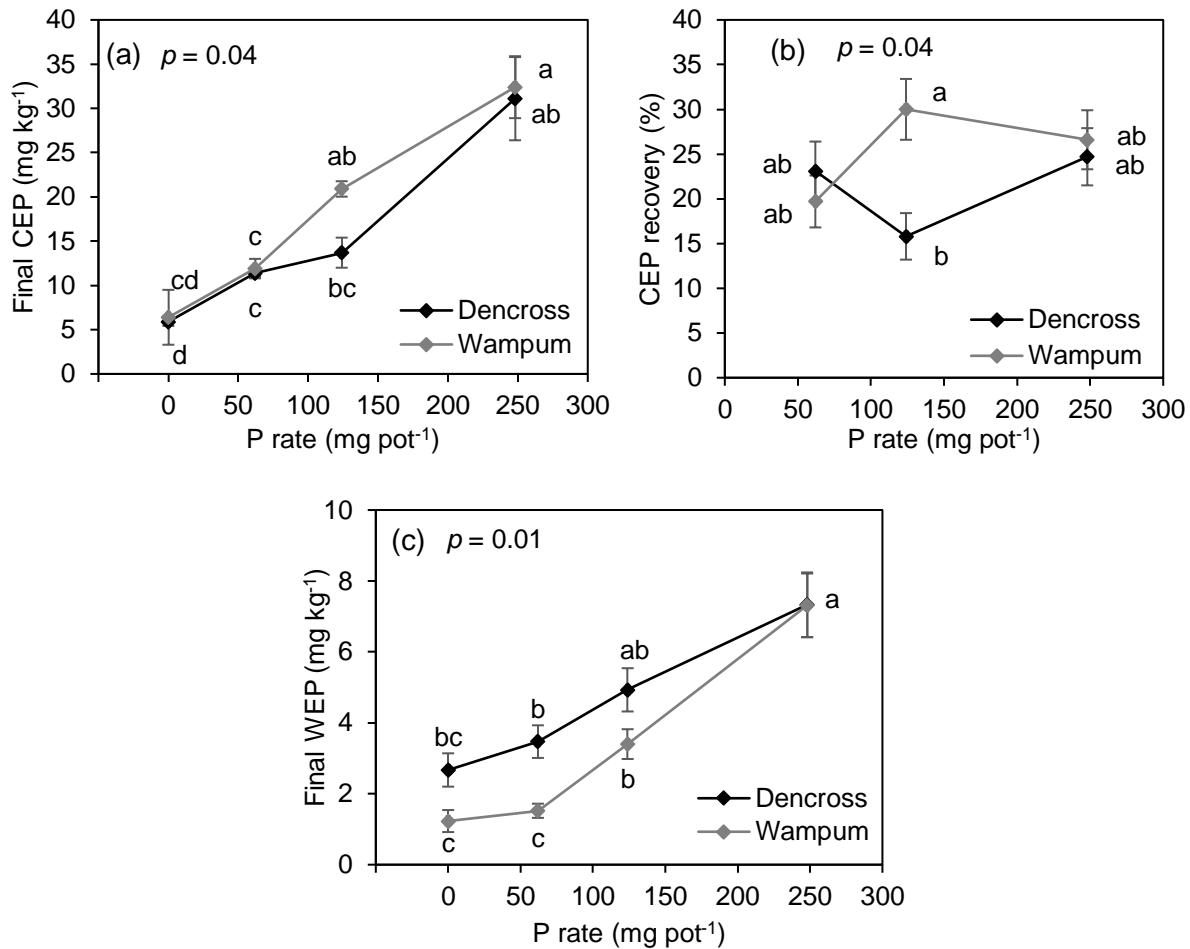 (a) p = 0.04
Final CEP (mg kg⁻¹)
40
35
30
25
20
15
10
5
0
a
ab
ab
c
cd
bc
c
d
Dencross
Wampum
0 50 100 150 200 250 300
P rate (mg pot⁻¹)
(b) p = 0.04
CEP recovery (%)
40
35
30
25
20
15
10
5
0
a
ab
ab
ab
ab
b
Dencross
Wampum
0 50 100 150 200 250 300
P rate (mg pot⁻¹)
(c) p = 0.01
Final WEP (mg kg⁻¹)
10
8
6
4
2
0
a
ab
b
bc
b
c
c
Dencross
Wampum
0 50 100 150 200 250 300
P rate (mg pot⁻¹)